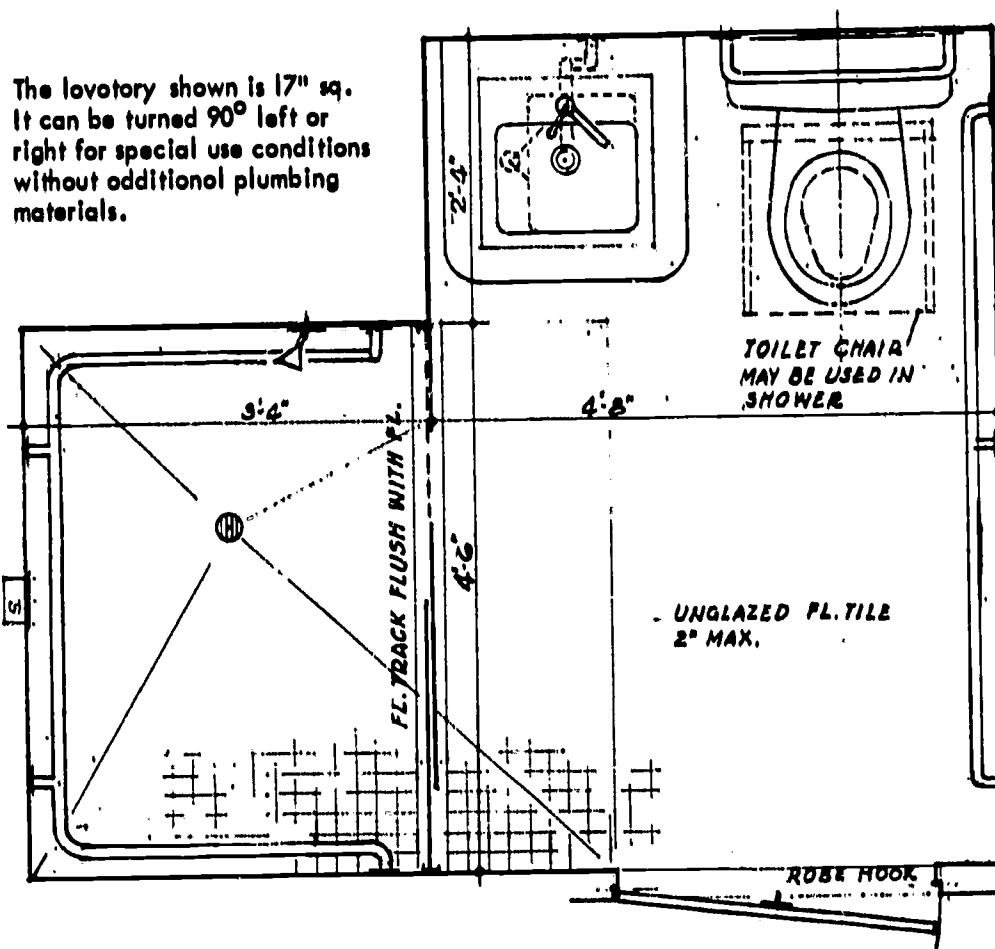 The lovotory shown is 17" sq.
It can be turned 90° left or
right for special use conditions
without odditionol plumbing
materials.
2'-4"
TOILET CHAIR
MAY BE USED IN
SHOWER
3'-4"
4'-8"
FL. TRACK FLUSH WITH FL.
4'-6"
S
UNGLAZED FL. TILE
2" MAX.
ROBE HOOK